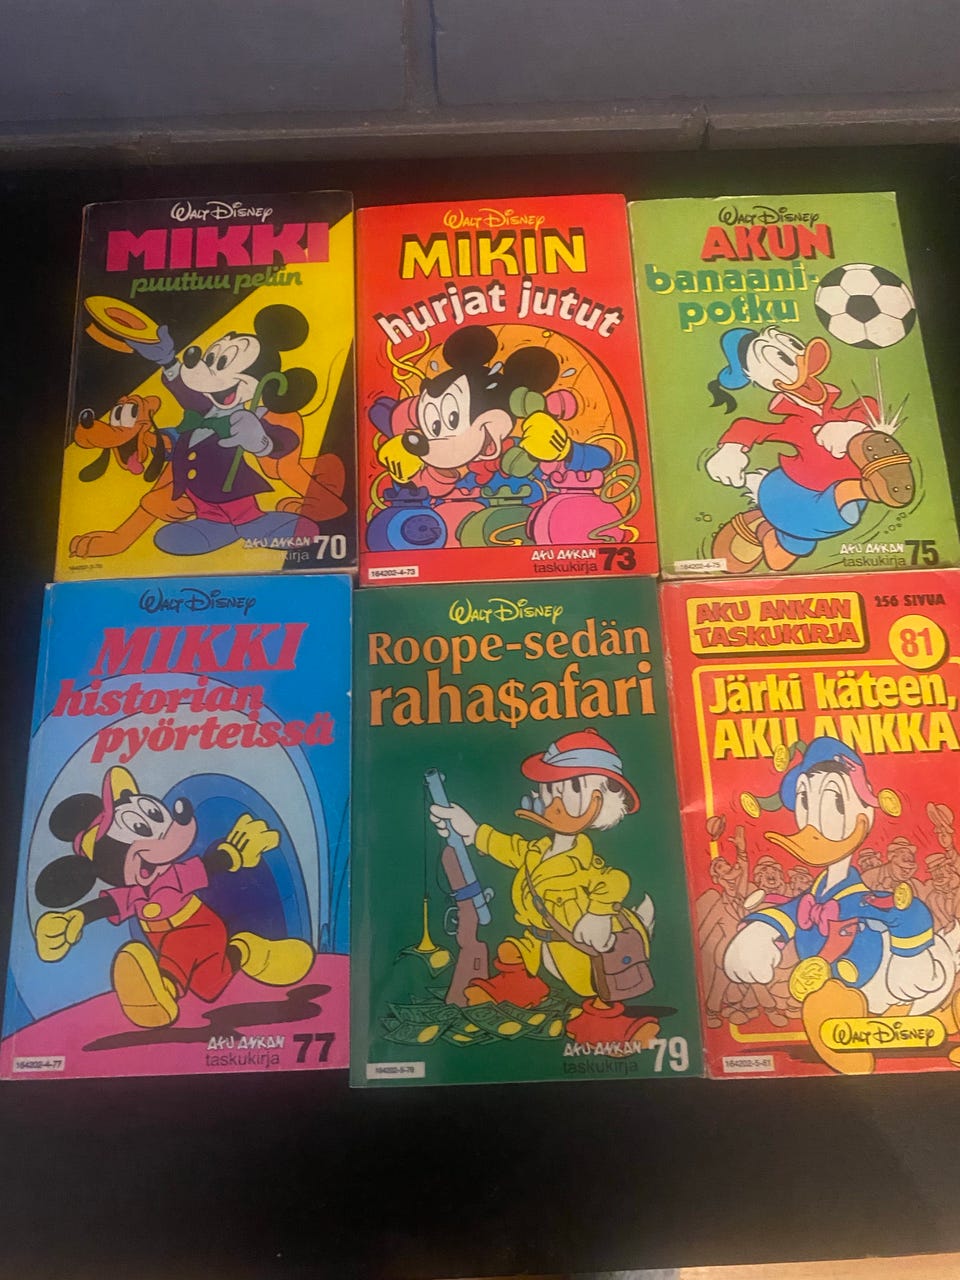 WALT DISNEY
MIKKI
puuttuu peliin
AKU ANKAN
taskukirja 70
WALT DISNEY
MIKIN
hurjat jutut
164202-4-73
AKU ANKAN
taskukirja 73
WALT DISNEY
AKUN
banaani-
potku
164202-4-75
AKU ANKAN
taskukirja 75
WALT DISNEY
MIKKI
historian
pyörteissä
164202-4-77
AKU ANKAN
taskukirja 77
WALT DISNEY
Roope-sedän
raha$afari
164202-5-79
AKU ANKAN
taskukirja 79
AKU ANKAN
TASKUKIRJA
256 SIVUA
81
Järki käteen,
AKU ANKKA
164202-5-81
WALT DISNEY